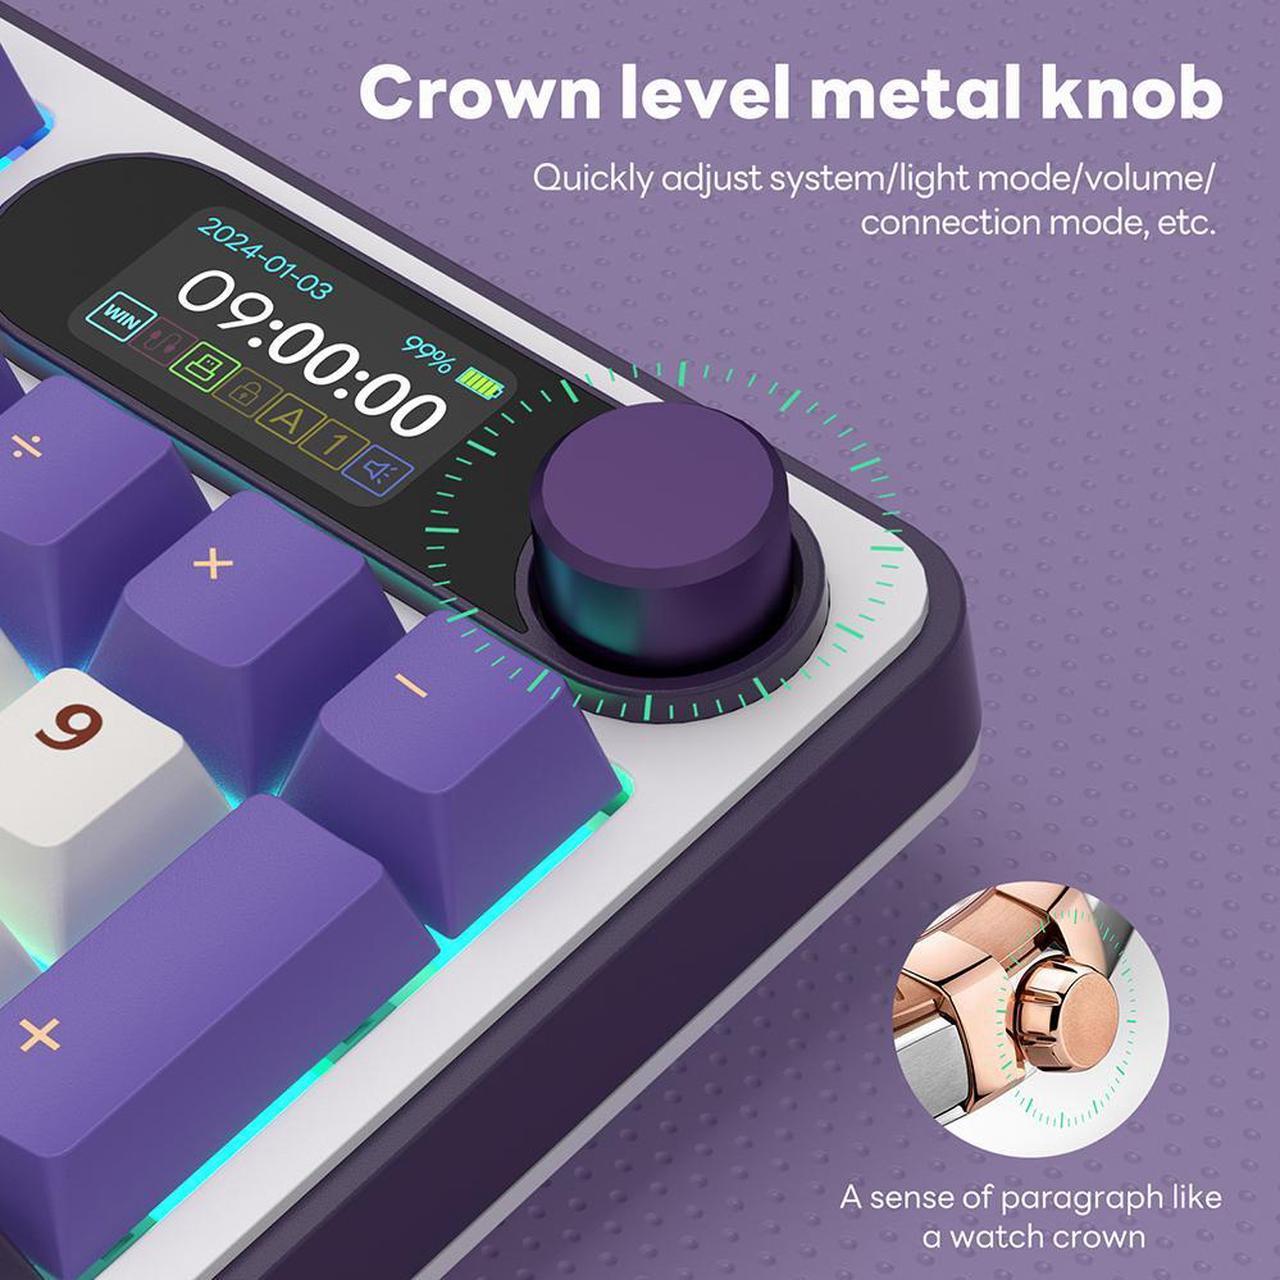 Crown level metal knob
Quickly adjust system/light mode/volume/
connection mode, etc.
2024-01-03
09:00:00
99%
WIN
A
1
÷
+
-
9
×
A sense of paragraph like
a watch crown